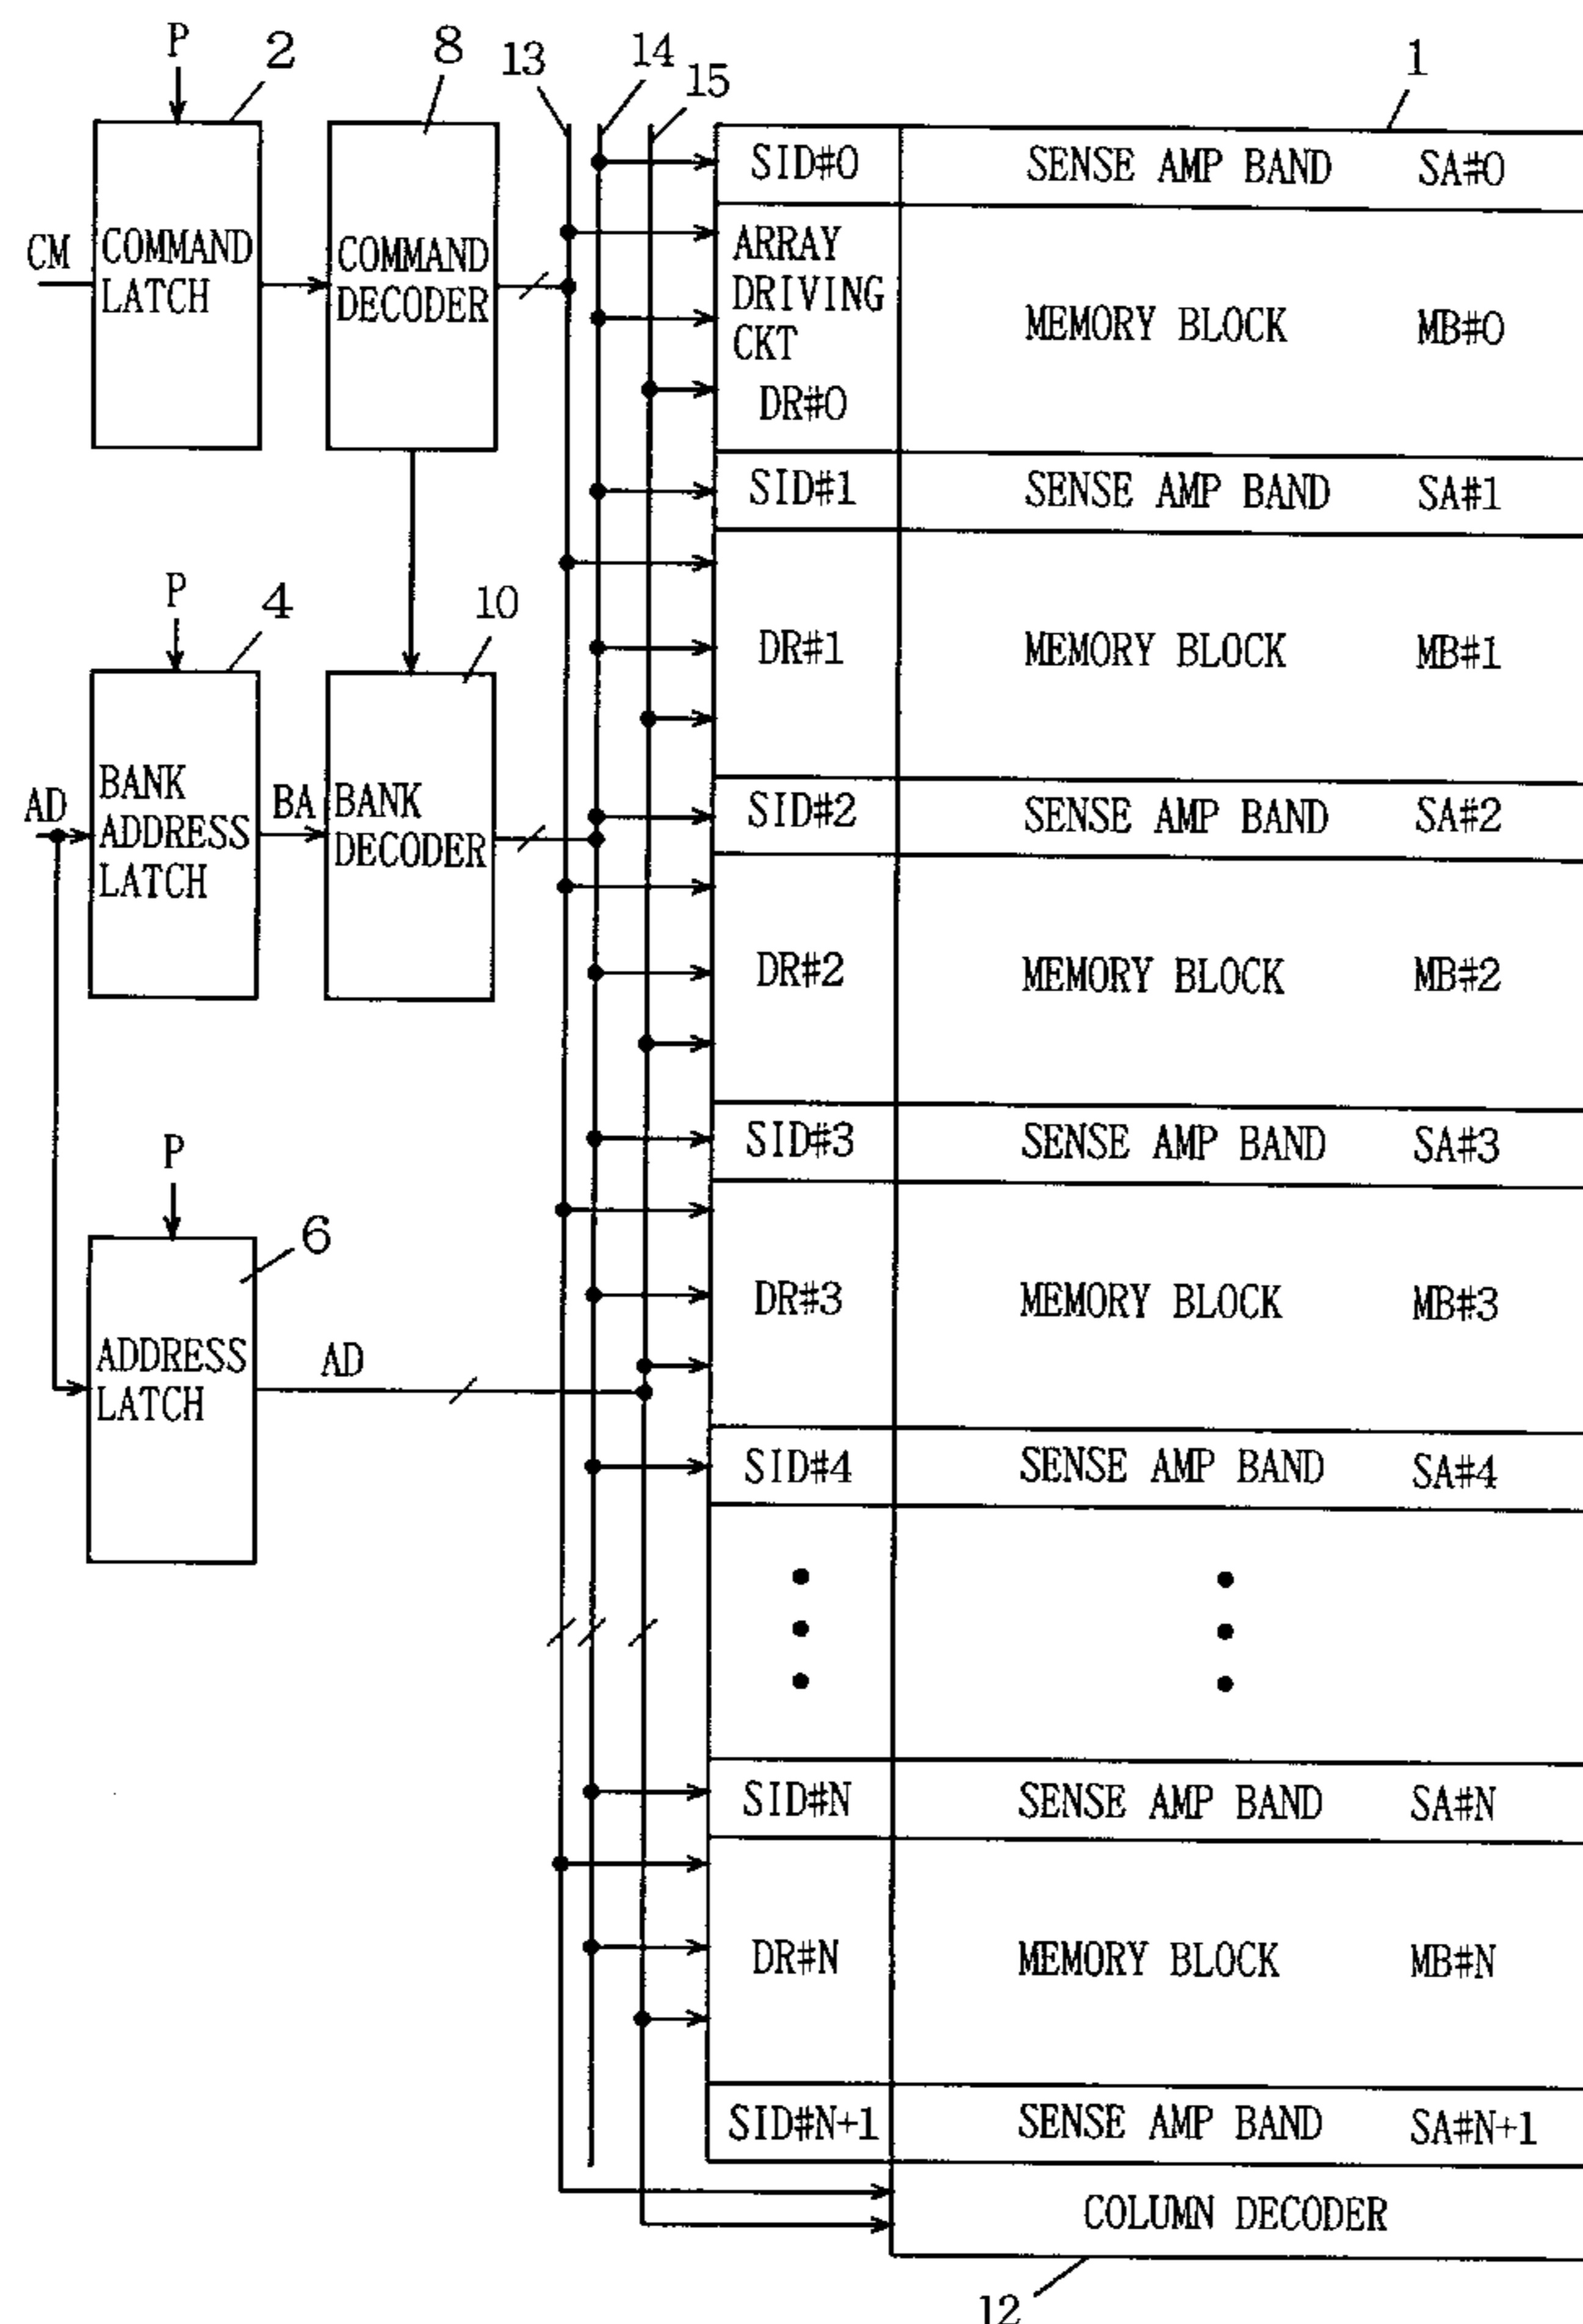 P
2
8
13
14
15
1
CM
COMMAND
LATCH
COMMAND
DECODER
SID#0
SENSE AMP BAND SA#0
ARRAY
DRIVING
CKT
DR#0
MEMORY BLOCK MB#0
SID#1
SENSE AMP BAND SA#1
P
4
10
DR#1
MEMORY BLOCK MB#1
AD
BANK
ADDRESS
LATCH
BA
BANK
DECODER
SID#2
SENSE AMP BAND SA#2
DR#2
MEMORY BLOCK MB#2
SID#3
SENSE AMP BAND SA#3
P
6
ADDRESS
LATCH
AD
DR#3
MEMORY BLOCK MB#3
SID#4
SENSE AMP BAND SA#4
SID#N
SENSE AMP BAND SA#N
DR#N
MEMORY BLOCK MB#N
SID#N+1
SENSE AMP BAND SA#N+1
COLUMN DECODER
12